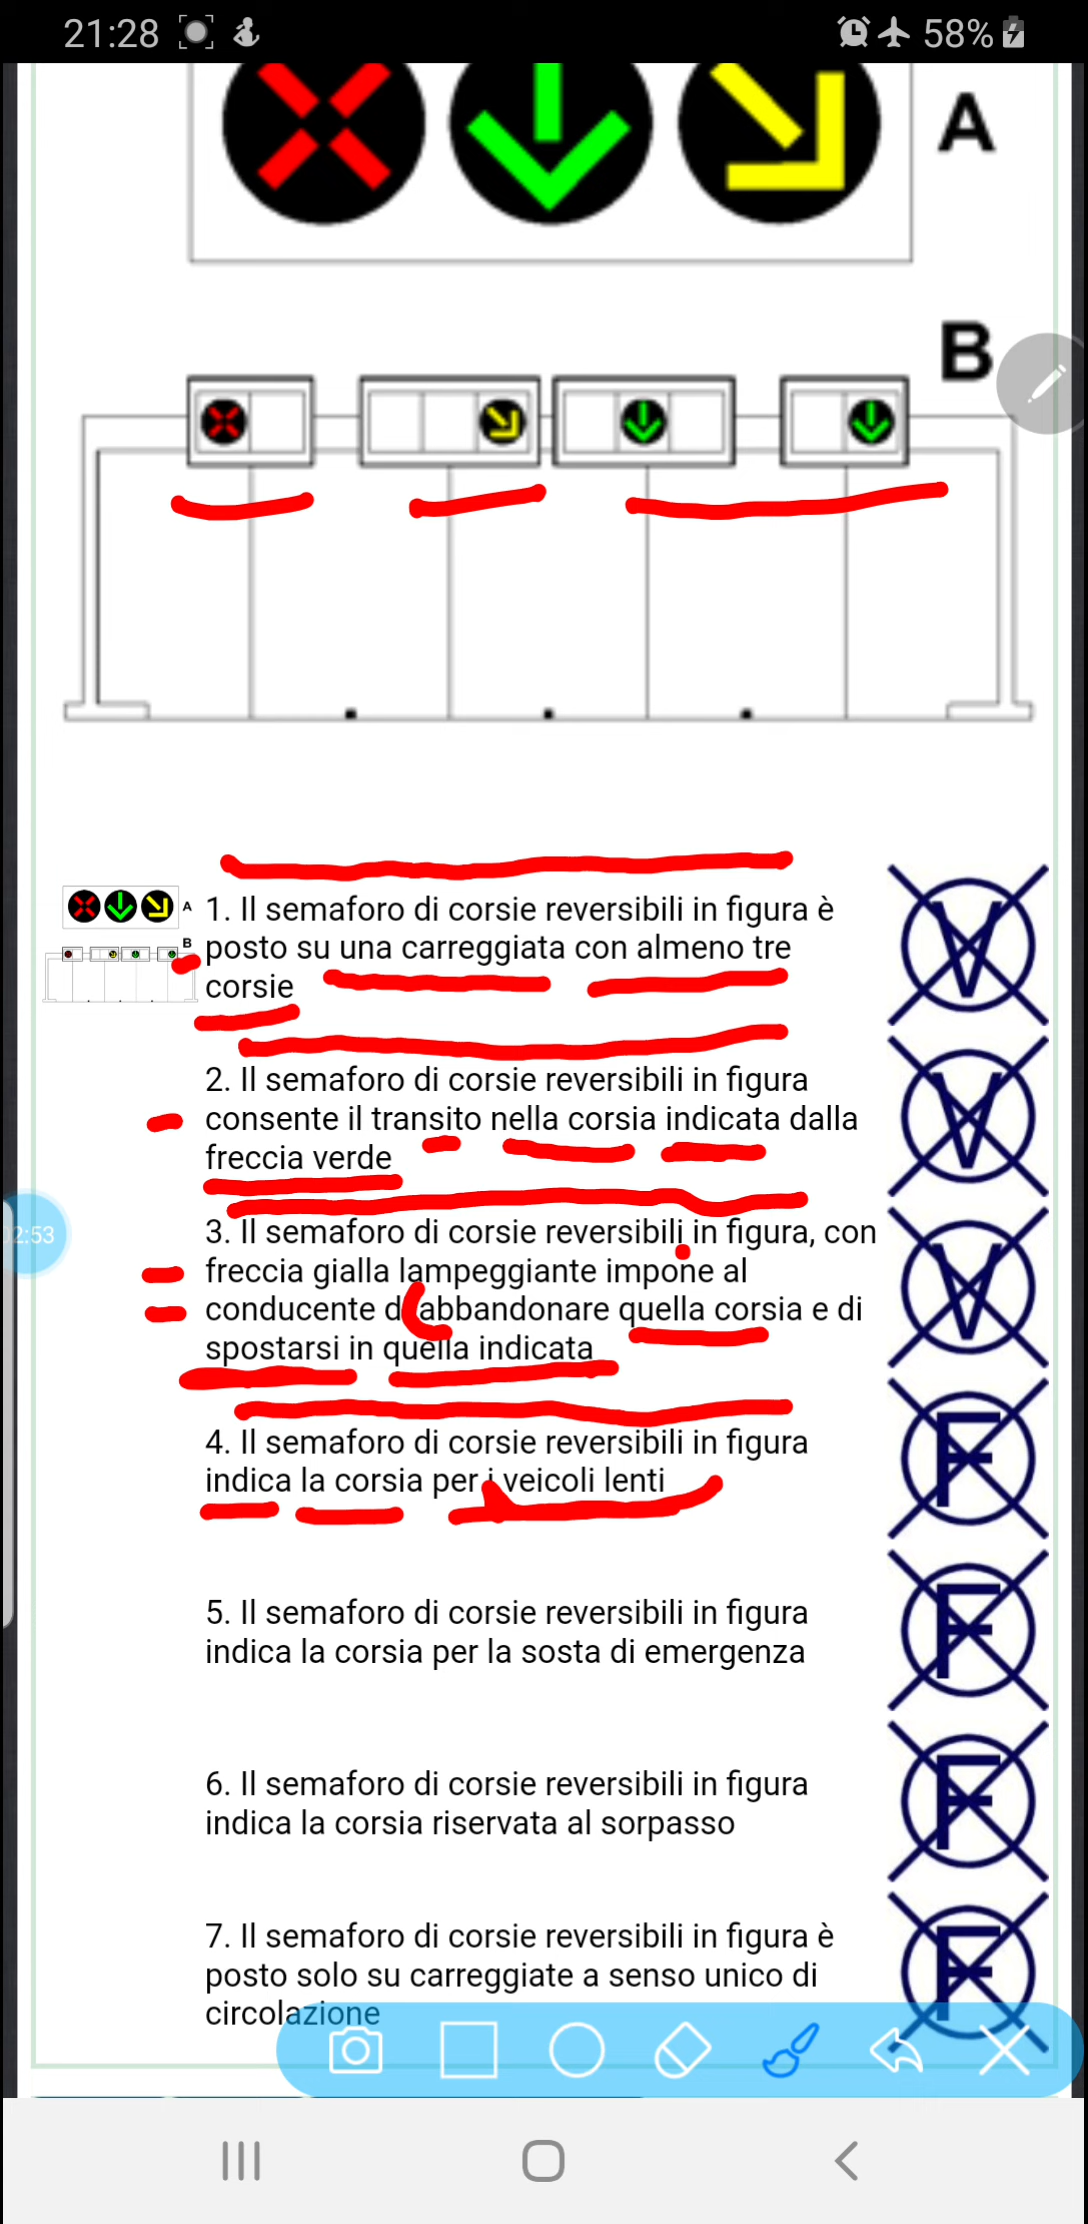 21:28
58%
A
B
A
B
1. Il semaforo di corsie reversibili in figura è
posto su una carreggiata con almeno tre
corsie
V
2. Il semaforo di corsie reversibili in figura
consente il transito nella corsia indicata dalla
freccia verde
V
02:53
3. Il semaforo di corsie reversibili in figura, con
freccia gialla lampeggiante impone al
conducente di abbandonare quella corsia e di
spostarsi in quella indicata
V
4. Il semaforo di corsie reversibili in figura
indica la corsia per i veicoli lenti
F
5. Il semaforo di corsie reversibili in figura
indica la corsia per la sosta di emergenza
F
6. Il semaforo di corsie reversibili in figura
indica la corsia riservata al sorpasso
F
7. Il semaforo di corsie reversibili in figura è
posto solo su carreggiate a senso unico di
circolazione
F